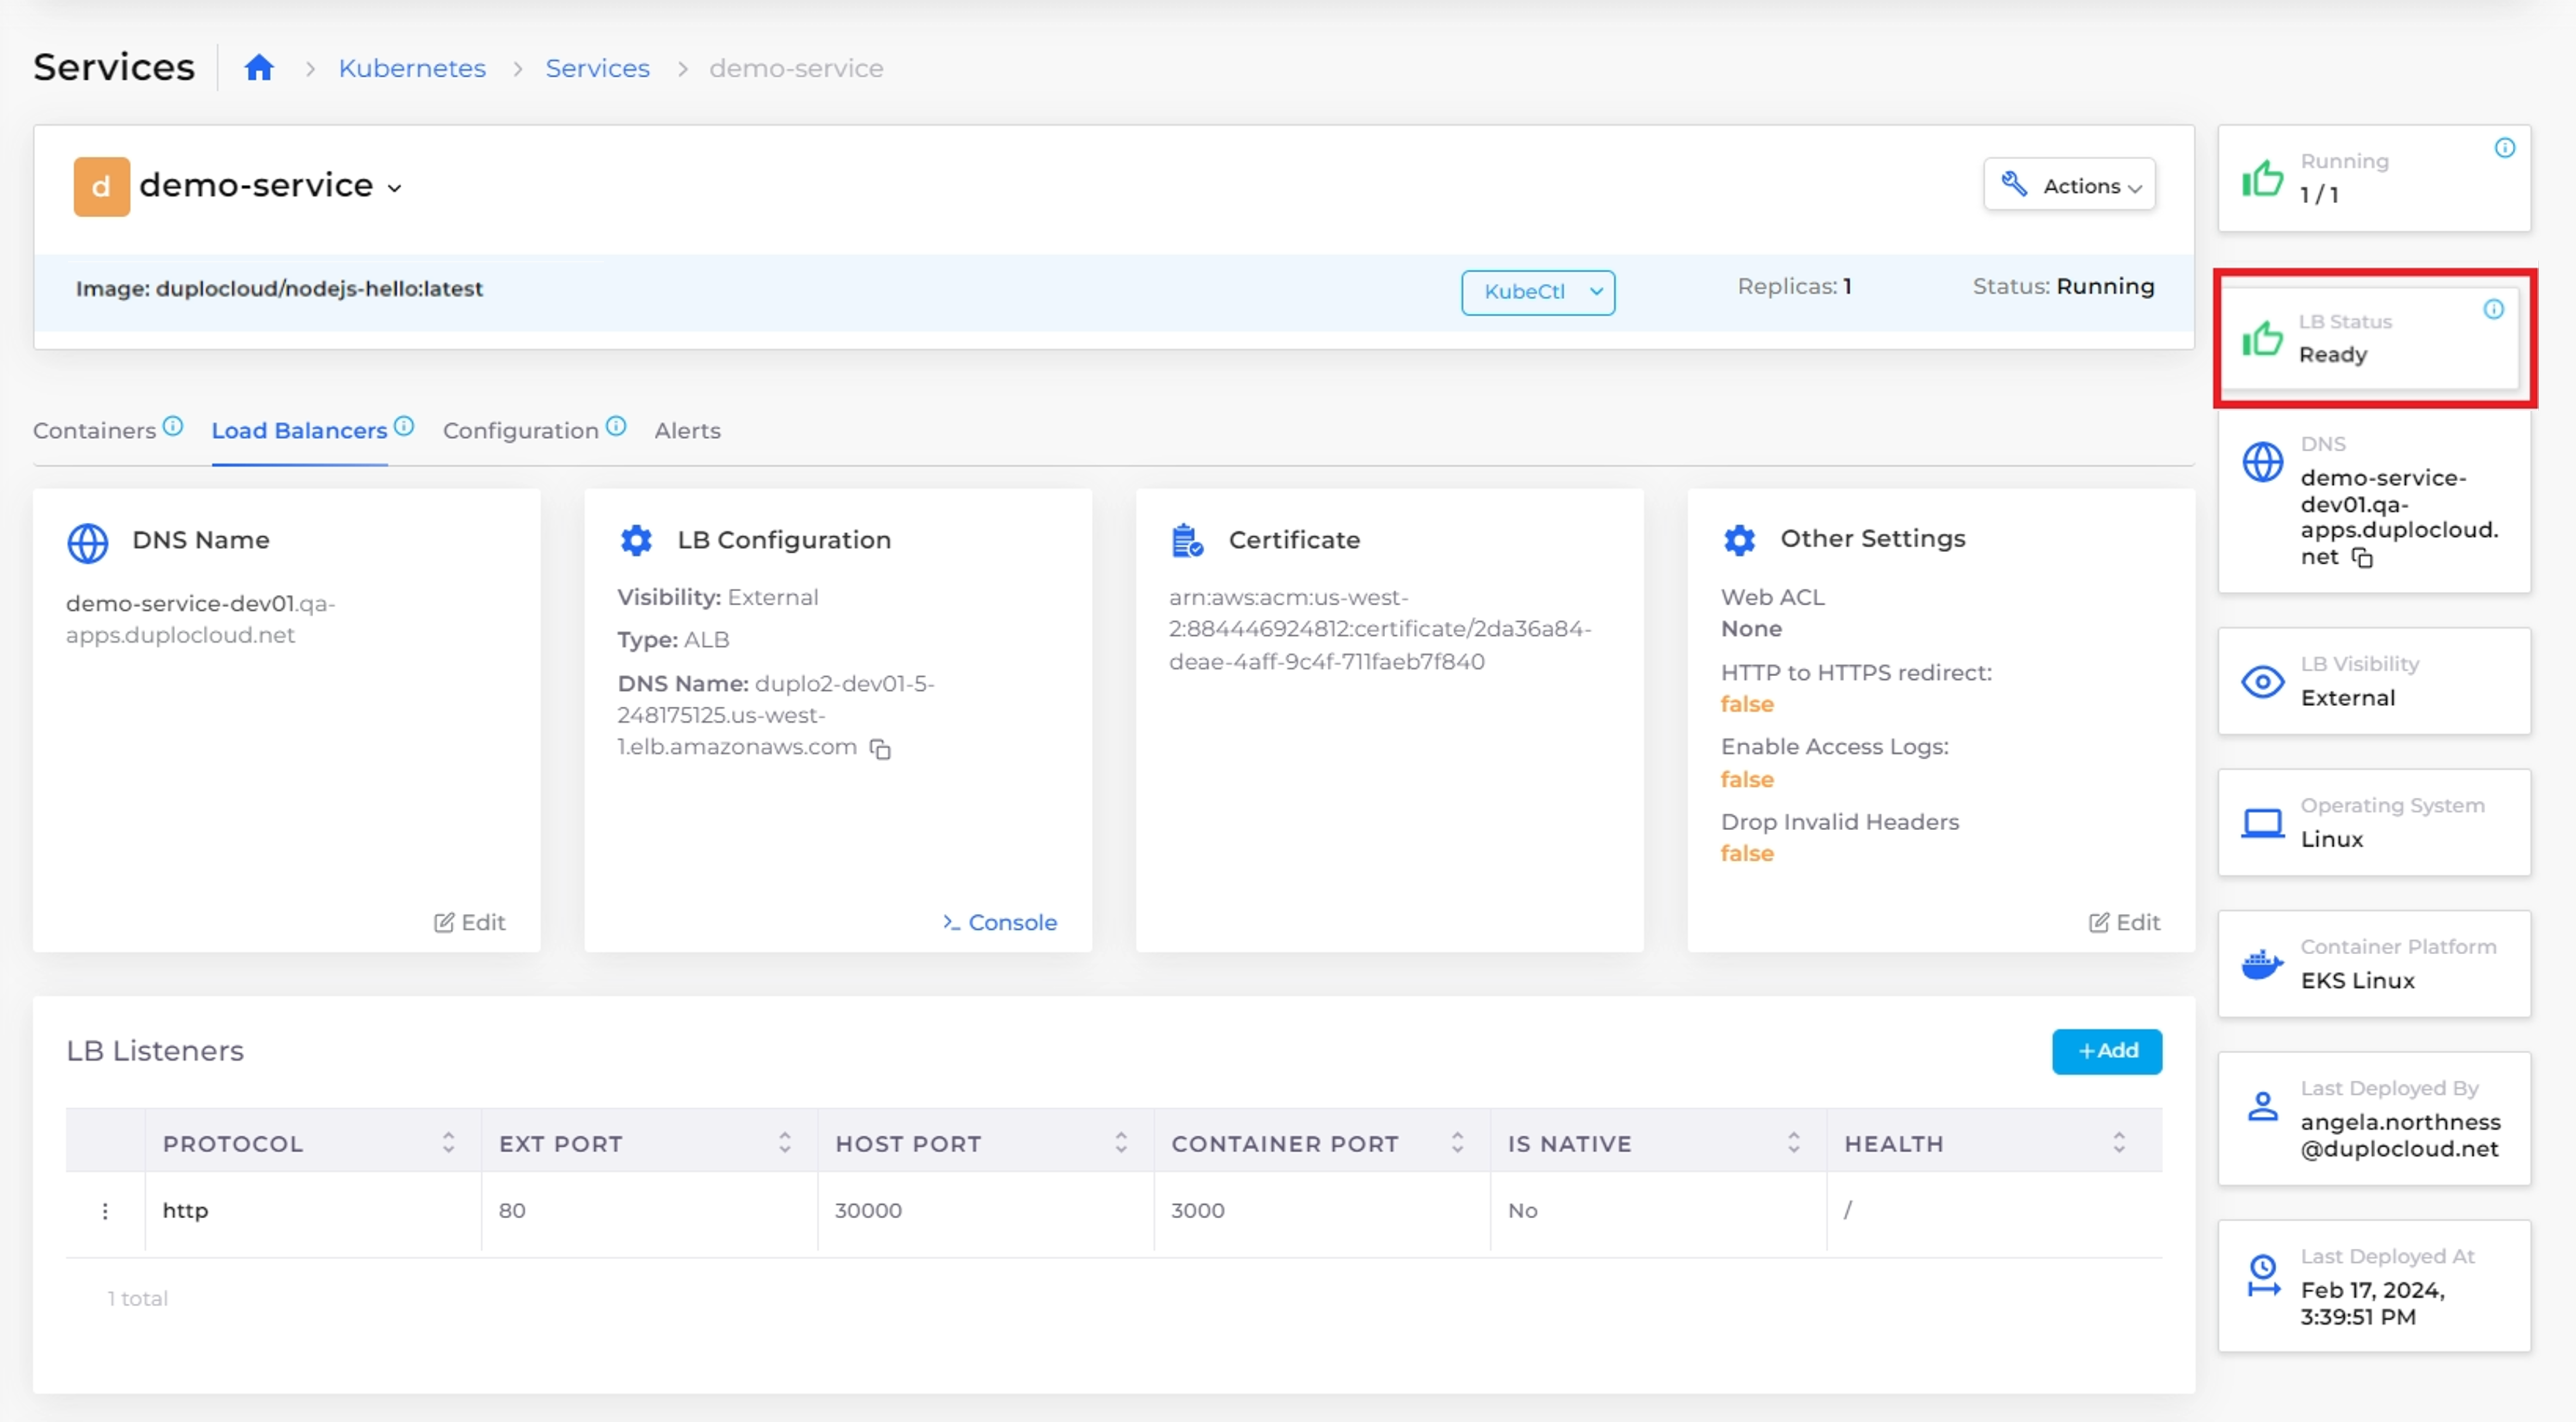 Services
Kubernetes
Services
demo-service
d
demo-service
Actions
Image: duplocloud/nodejs-hello:latest
KubeCtl
Replicas: 1
Status: Running
Containers
Load Balancers
Configuration
Alerts
DNS Name
demo-service-dev01.qa-
apps.duplocloud.net
Edit
LB Configuration
Visibility: External
Type: ALB
DNS Name: duplo2-dev01-5-
248175125.us-west-
1.elb.amazonaws.com
>_ Console
Certificate
arn:aws:acm:us-west-
2:884446924812:certificate/2da36a84-
deae-4aff-9c4f-711faeb7f840
Other Settings
Web ACL
None
HTTP to HTTPS redirect:
false
Enable Access Logs:
false
Drop Invalid Headers
false
Edit
LB Listeners
+Add
PROTOCOL
EXT PORT
HOST PORT
CONTAINER PORT
IS NATIVE
HEALTH
http
80
30000
3000
No
/
1 total
Running
1 / 1
LB Status
Ready
DNS
demo-service-
dev01.qa-
apps.duplocloud.
net
LB Visibility
External
Operating System
Linux
Container Platform
EKS Linux
Last Deployed By
angela.northness
@duplocloud.net
Last Deployed At
Feb 17, 2024,
3:39:51 PM